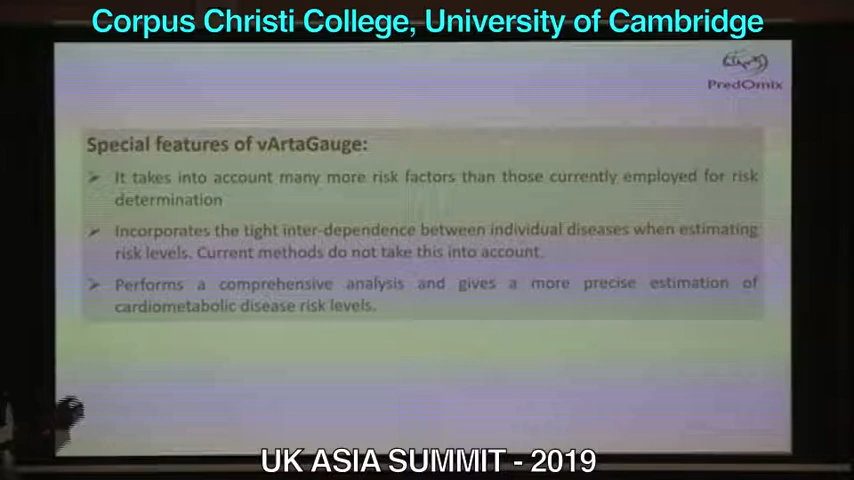 Corpus Christi College, University of Cambridge
PredOmix
Special features of vArtaGauge:
➢ It takes into account many more risk factors than those currently employed for risk
determination
➢ Incorporates the tight inter-dependence between individual diseases when estimating
risk levels. Current methods do not take this into account.
➢ Performs a comprehensive analysis and gives a more precise estimation of
cardiometabolic disease risk levels.
UK ASIA SUMMIT - 2019